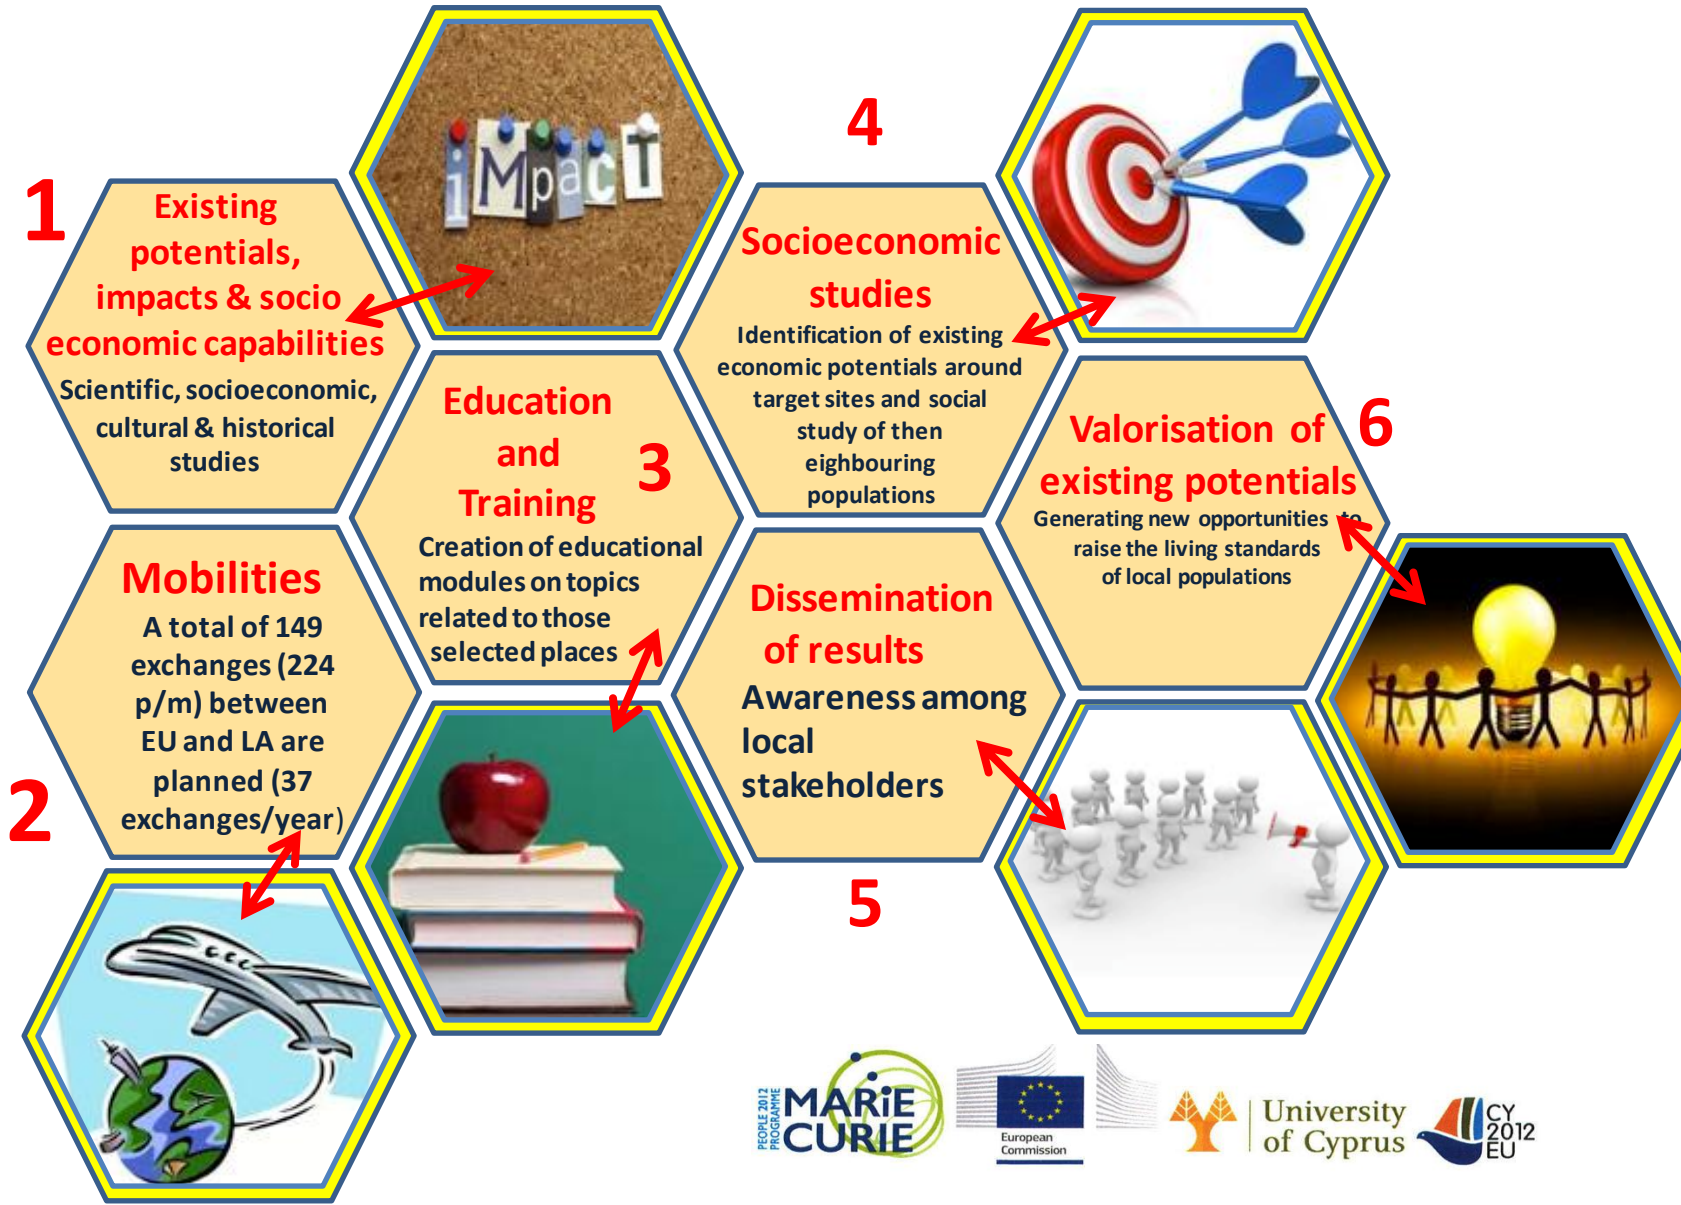 1
Existing
potentials,
impacts & socio
economic capabilities
Scientific, socioeconomic,
cultural & historical
studies
iMpacT
2
Mobilities
A total of 149
exchanges (224
p/m) between
EU and LA are
planned (37
exchanges/year)
3
Education
and
Training
Creation of educational
modules on topics
related to those
selected places
4
Socioeconomic
studies
Identification of existing
economic potentials around
target sites and social
study of then
eighbouring
populations
5
Dissemination
of results
Awareness among
local
stakeholders
6
Valorisation of
existing potentials
Generating new opportunities to
raise the living standards
of local populations
PEOPLE 2012
PROGRAMME
MARiE
CURIE
European
Commission
University
of Cyprus
CY
2012
EU